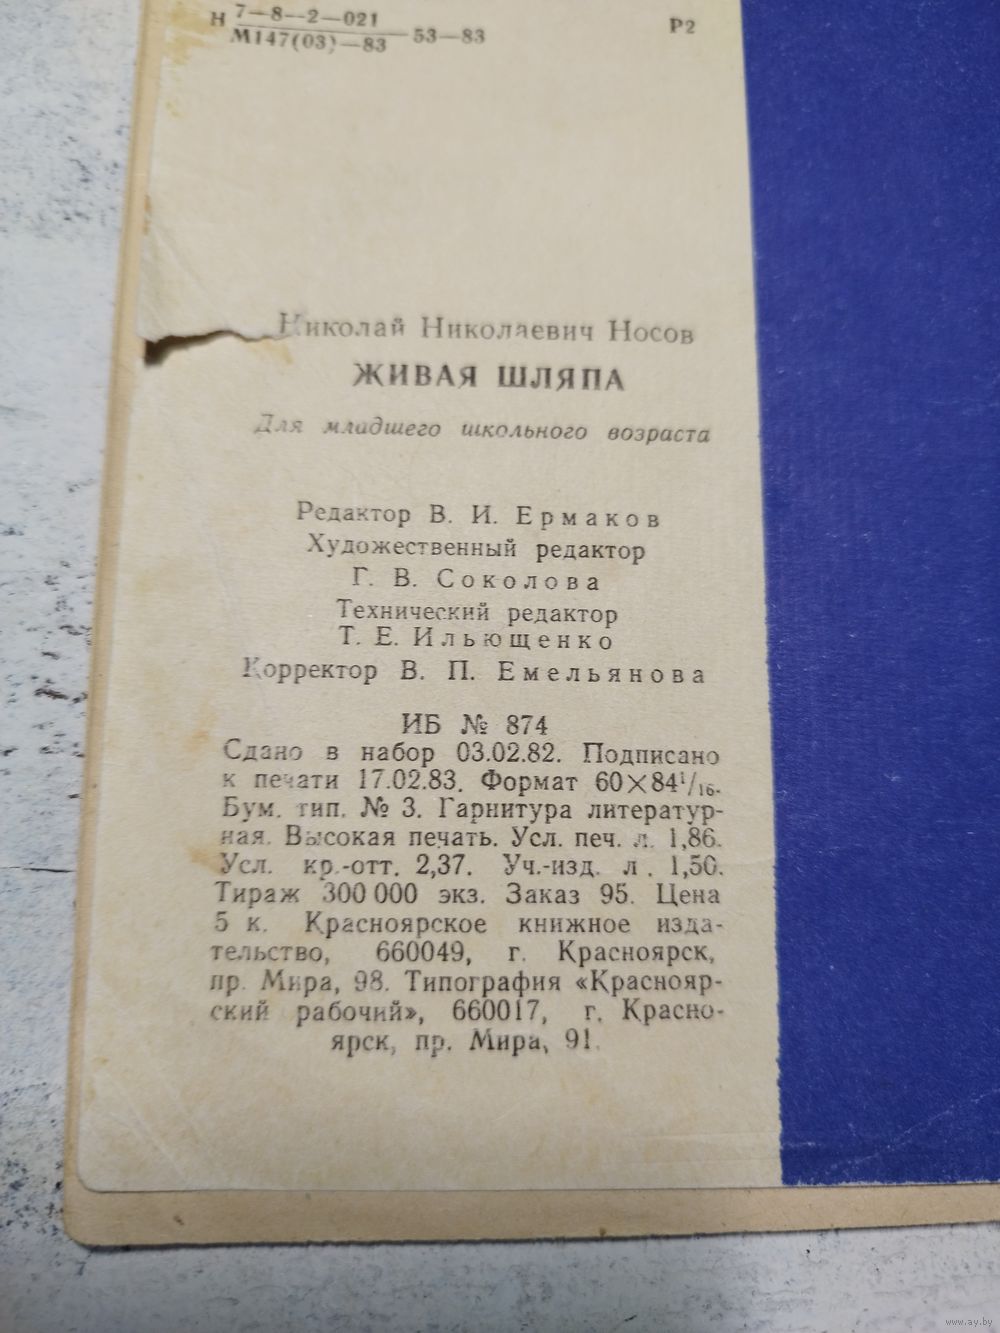 Н 7—8—2—021
М147(03)—83 —53—83
Р2
Николай Николаевич Носов
ЖИВАЯ ШЛЯПА
Для младшего школьного возраста
Редактор В. И. Ермаков
Художественный редактор
Г. В. Соколова
Технический редактор
Т. Е. Ильющенко
Корректор В. П. Емельянова
ИБ № 874
Сдано в набор 03.02.82. Подписано
к печати 17.02.83. Формат 60×84¹/₁₆.
Бум. тип. № 3. Гарнитура литератур-
ная. Высокая печать. Усл. печ. л. 1,86.
Усл. кр.-отт. 2,37. Уч.-изд. л. 1,50.
Тираж 300 000 экз. Заказ 95. Цена
5 к. Красноярское книжное изда-
тельство, 660049, г. Красноярск,
пр. Мира, 98. Типография «Краснояр-
ский рабочий», 660017, г. Красно-
ярск, пр. Мира, 91.
www.ay.by